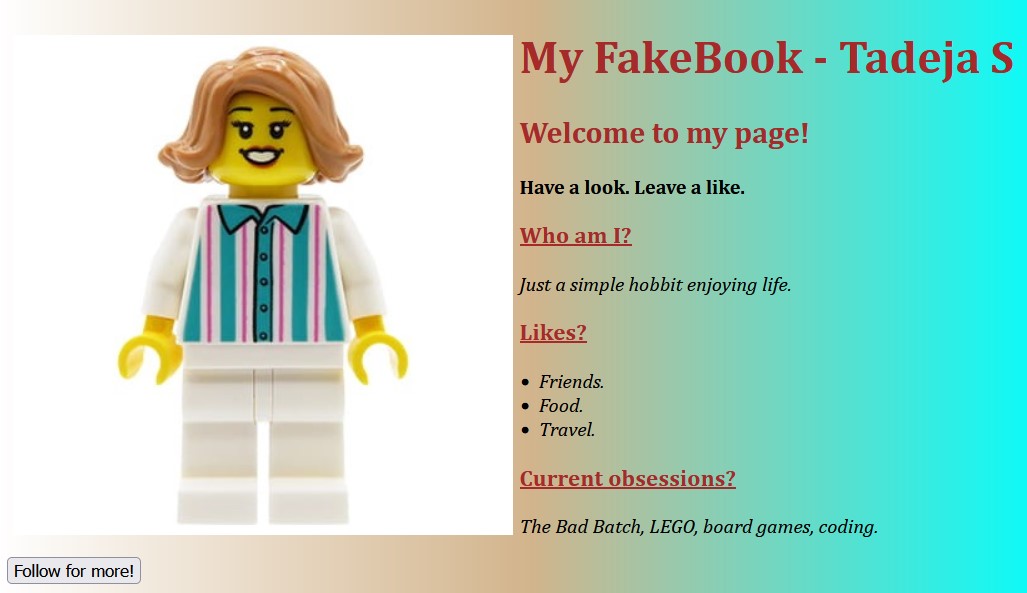 My FakeBook - Tadeja S
Welcome to my page!
Have a look. Leave a like.
Who am I?
Just a simple hobbit enjoying life.
Likes?
• Friends.
• Food.
• Travel.
Current obsessions?
The Bad Batch, LEGO, board games, coding.
Follow for more!